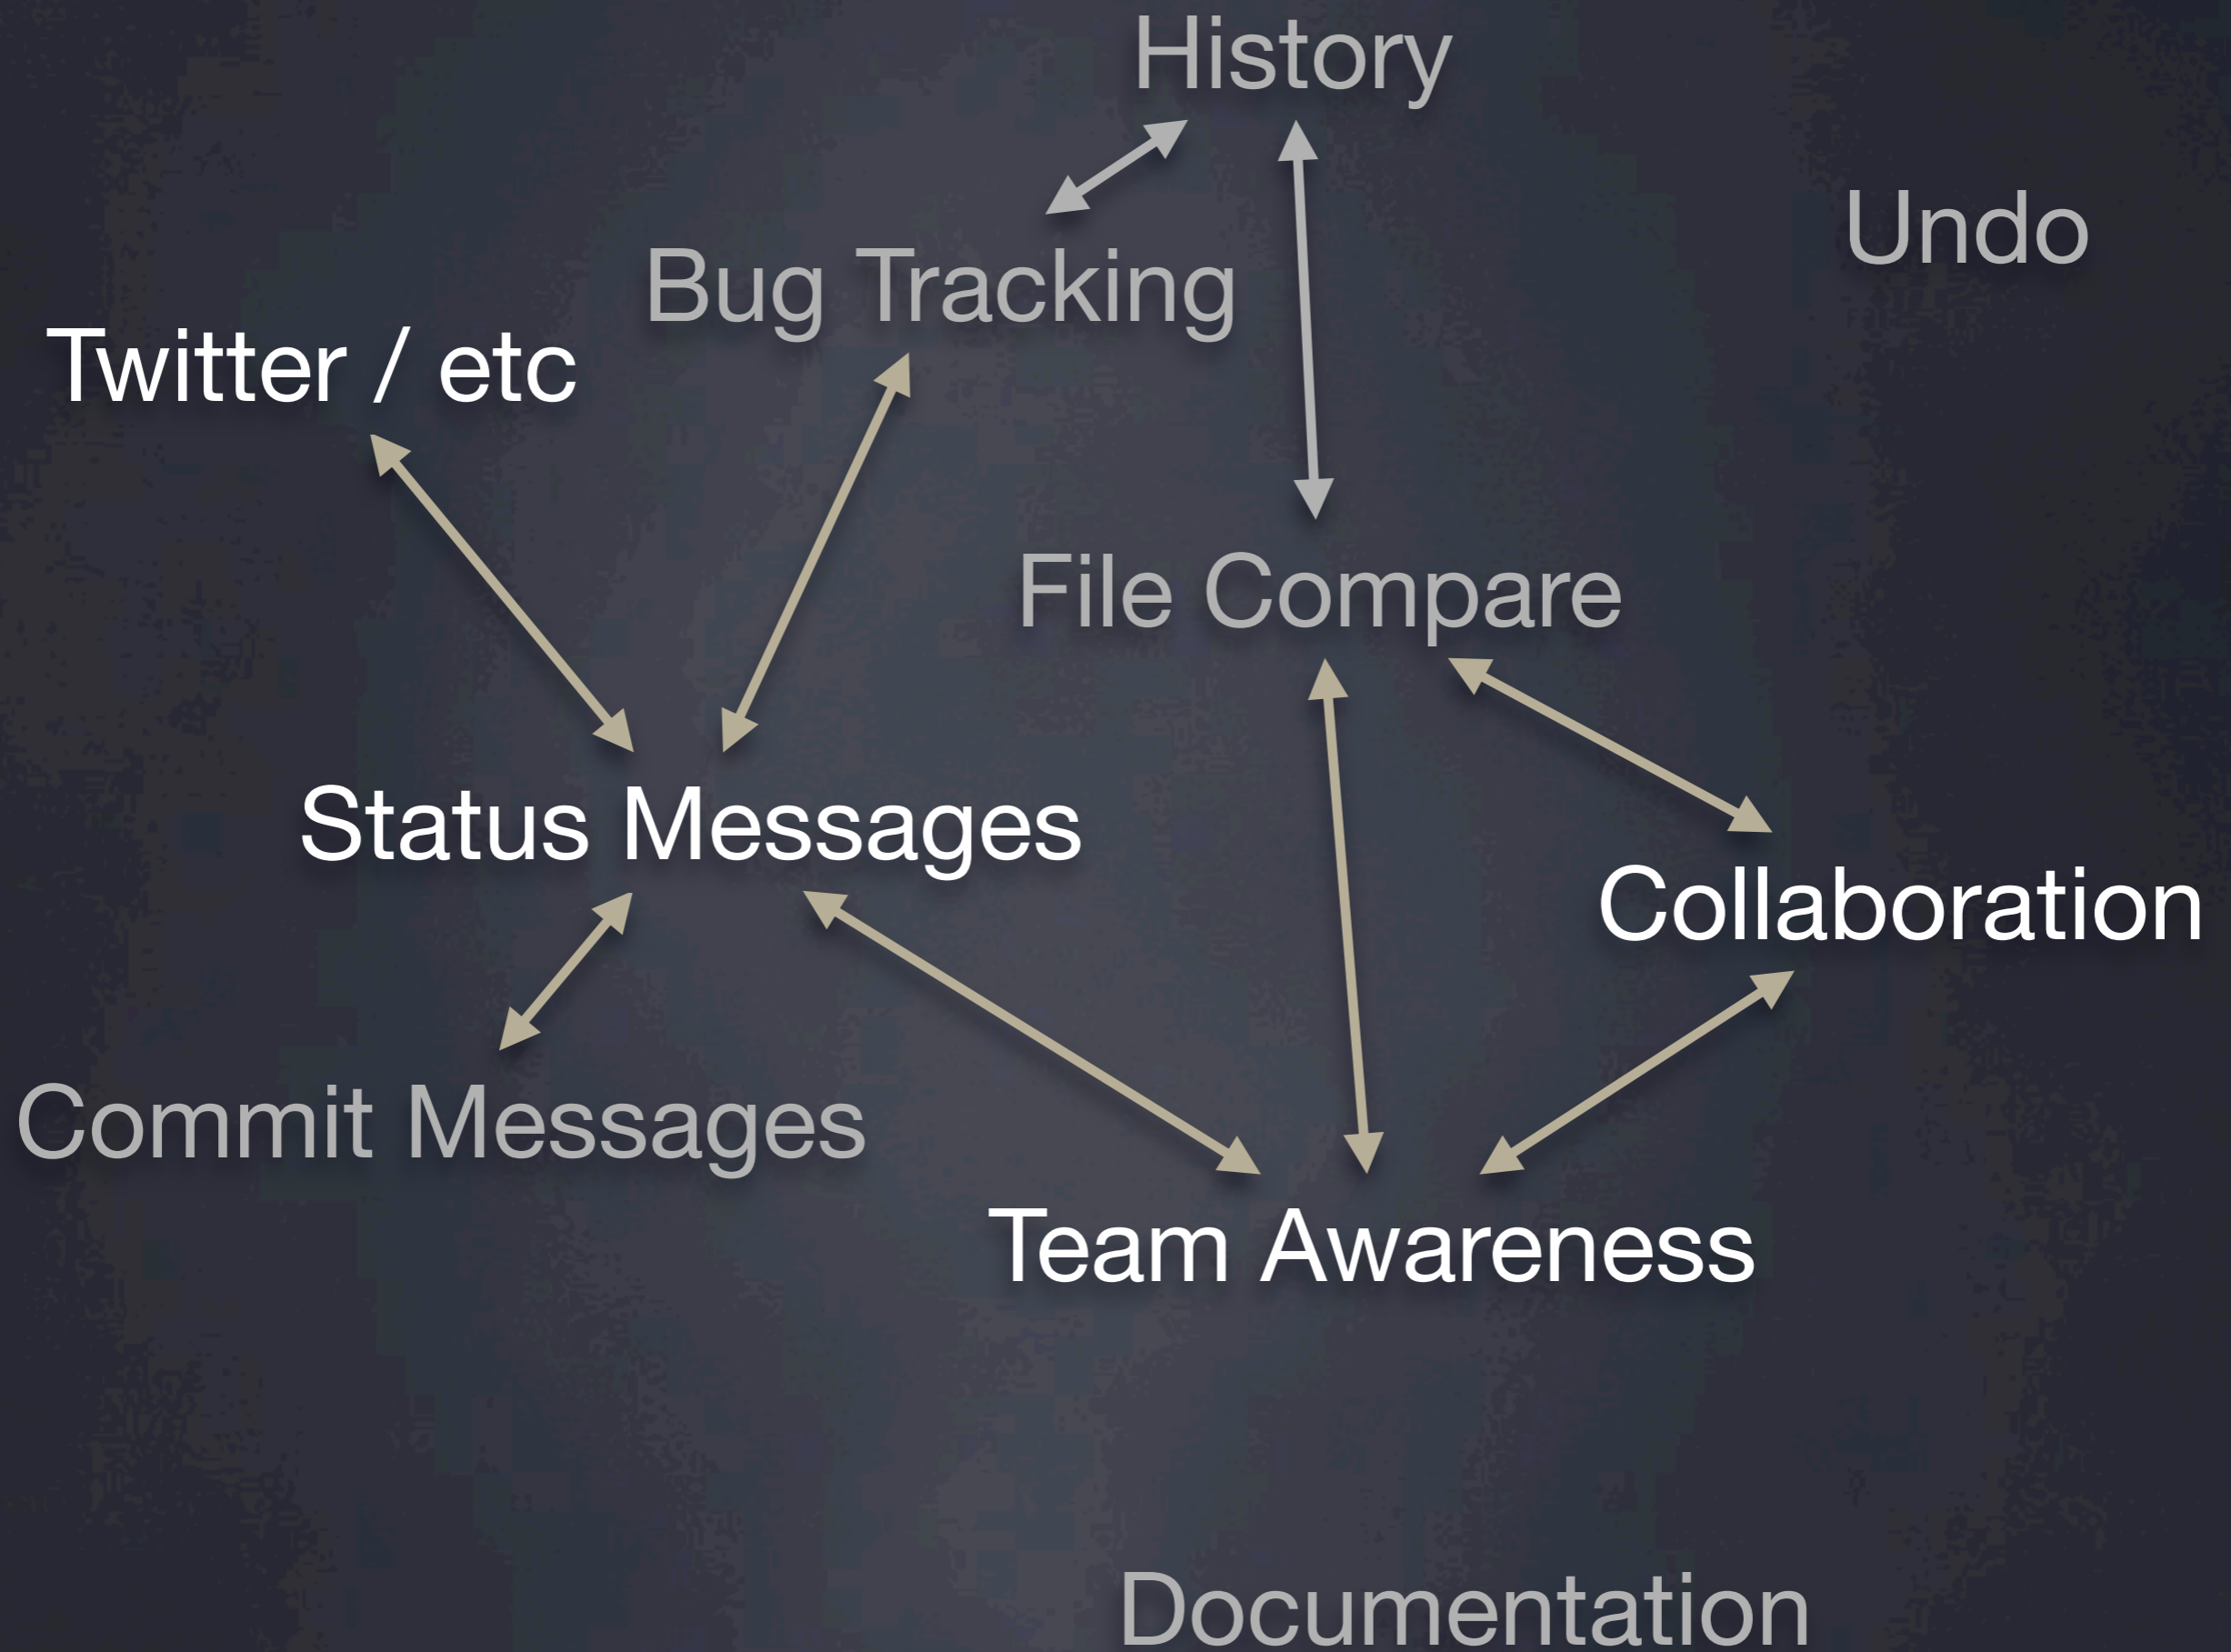 History
Undo
Bug Tracking
Twitter / etc
File Compare
Status Messages
Collaboration
Commit Messages
Team Awareness
Documentation